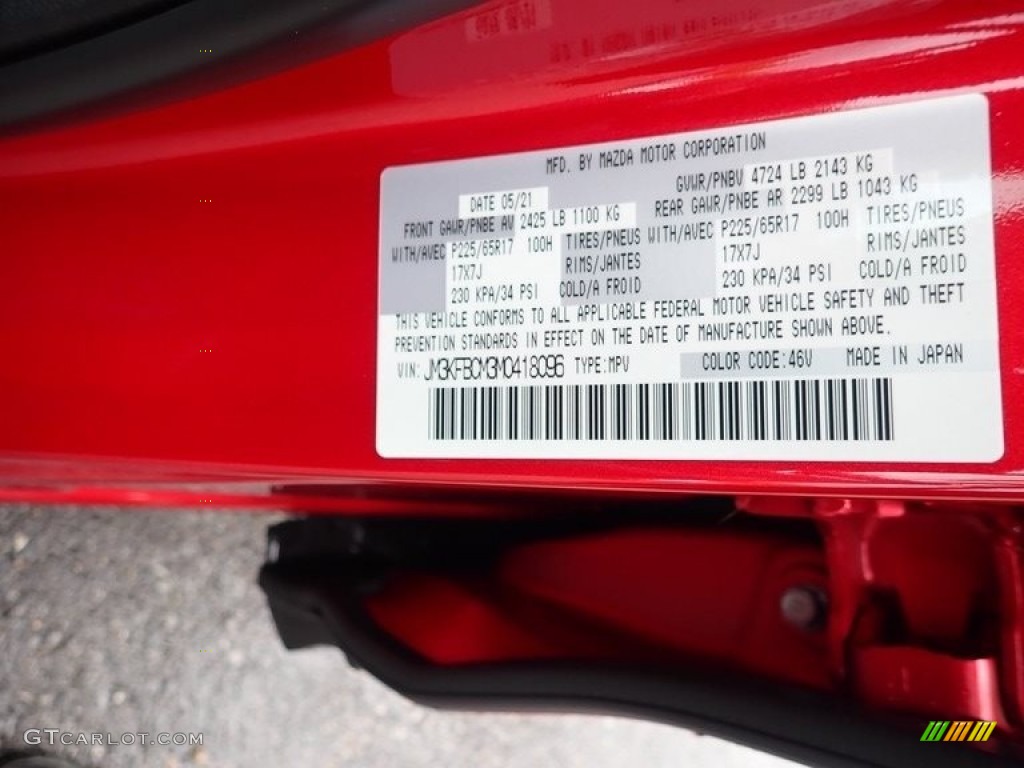 MFD. BY MAZDA MOTOR CORPORATION
DATE 05/21 GVWR/PNBV 4724 LB 2143 KG
FRONT GAWR/PNBE AV 2425 LB 1100 KG REAR GAWR/PNBE AR 2299 LB 1043 KG
WITH/AVEC P225/65R17 100H TIRES/PNEUS WITH/AVEC P225/65R17 100H TIRES/PNEUS
17X7J RIMS/JANTES 17X7J RIMS/JANTES
230 KPA/34 PSI COLD/A FROID 230 KPA/34 PSI COLD/A FROID
THIS VEHICLE CONFORMS TO ALL APPLICABLE FEDERAL MOTOR VEHICLE SAFETY AND THEFT
PREVENTION STANDARDS IN EFFECT ON THE DATE OF MANUFACTURE SHOWN ABOVE.
VIN: JM3KFBCM3M0418096 TYPE:MPV COLOR CODE:46V MADE IN JAPAN
GTCARLOT.COM